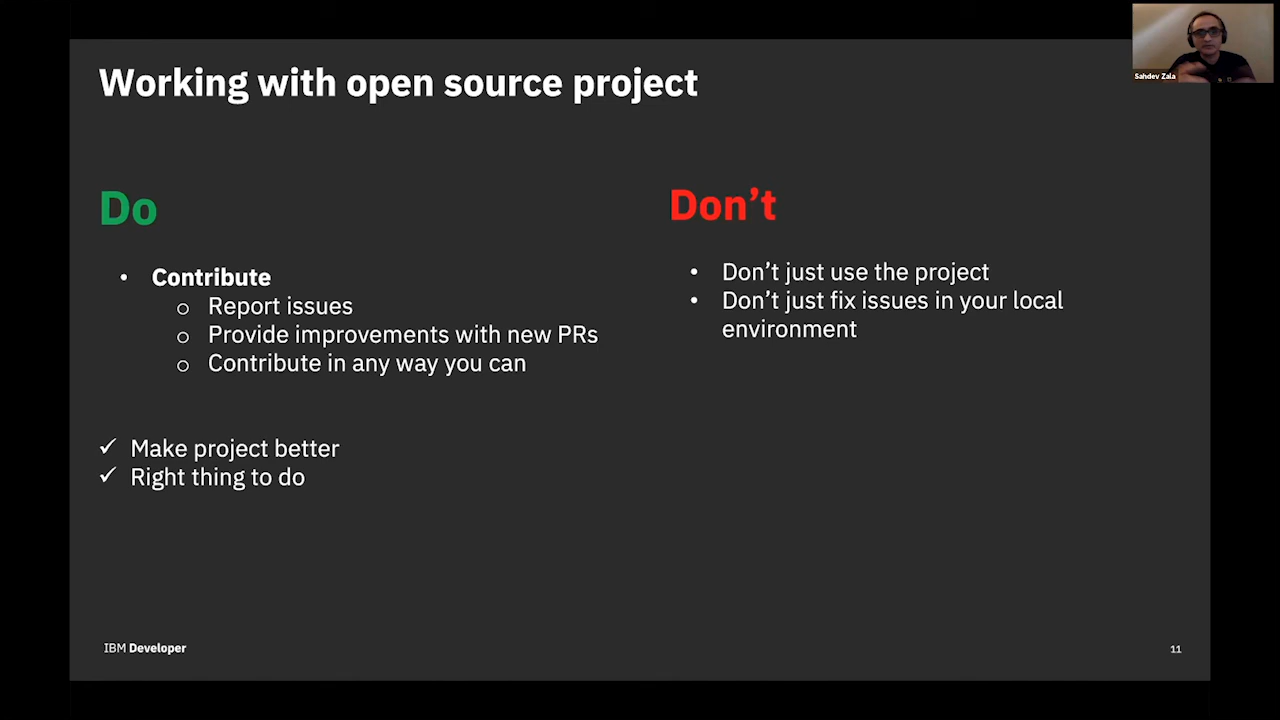 Working with open source project
Sahdev Zala
Do
• Contribute
o Report issues
o Provide improvements with new PRs
o Contribute in any way you can
✓ Make project better
✓ Right thing to do
Don’t
• Don’t just use the project
• Don’t just fix issues in your local
environment
IBM Developer
11